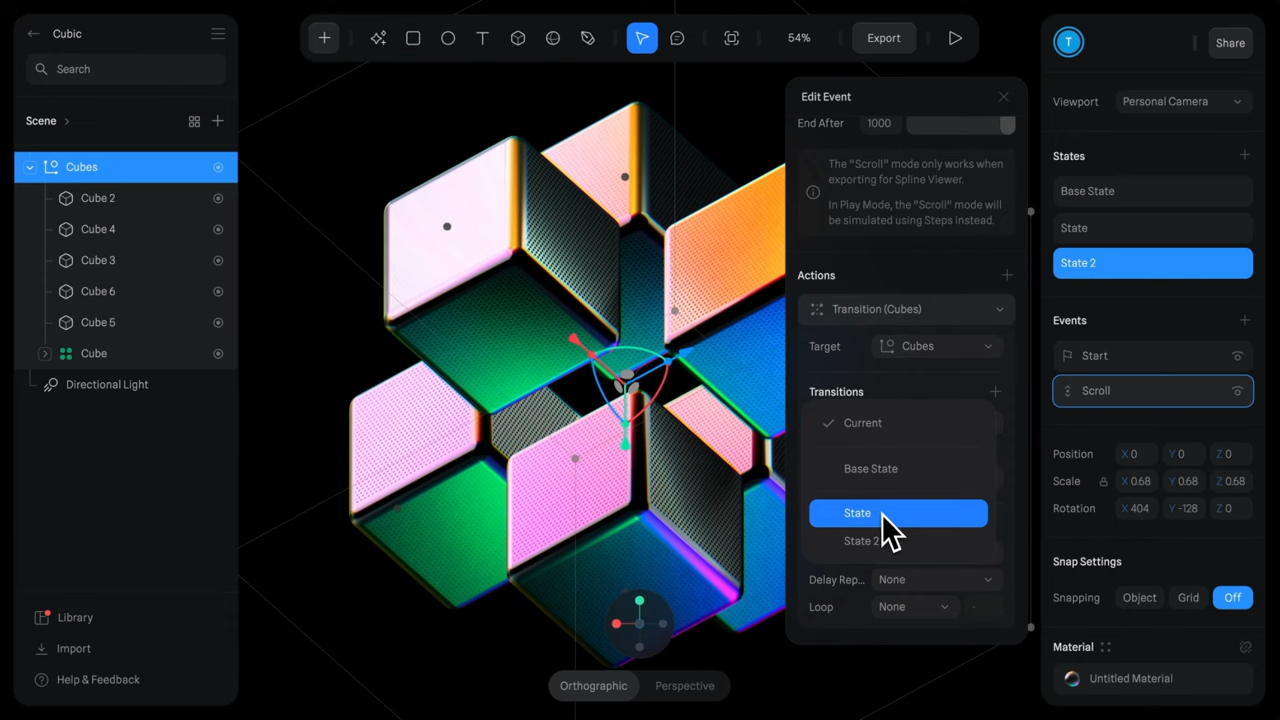 Cubic
Search
Scene
Cubes
Cube 2
Cube 4
Cube 3
Cube 6
Cube 5
Cube
Directional Light
Library
Import
Help & Feedback
54%
Export
Orthographic
Perspective
Edit Event
End After
1000
The "Scroll" mode only works when
exporting for Spline Viewer.
In Play Mode, the "Scroll" mode will
be simulated using Steps instead.
Actions
Transition (Cubes)
Target
Cubes
Transitions
Current
Base State
State
State 2
Delay Rep...
None
Loop
None
-
T
Share
Viewport
Personal Camera
States
Base State
State
State 2
Events
Start
Scroll
Position X 0 Y 0 Z 0
Scale X 0.68 Y 0.68 Z 0.68
Rotation X 404 Y -128 Z 0
Snap Settings
Snapping
Object
Grid
Off
Material
Untitled Material